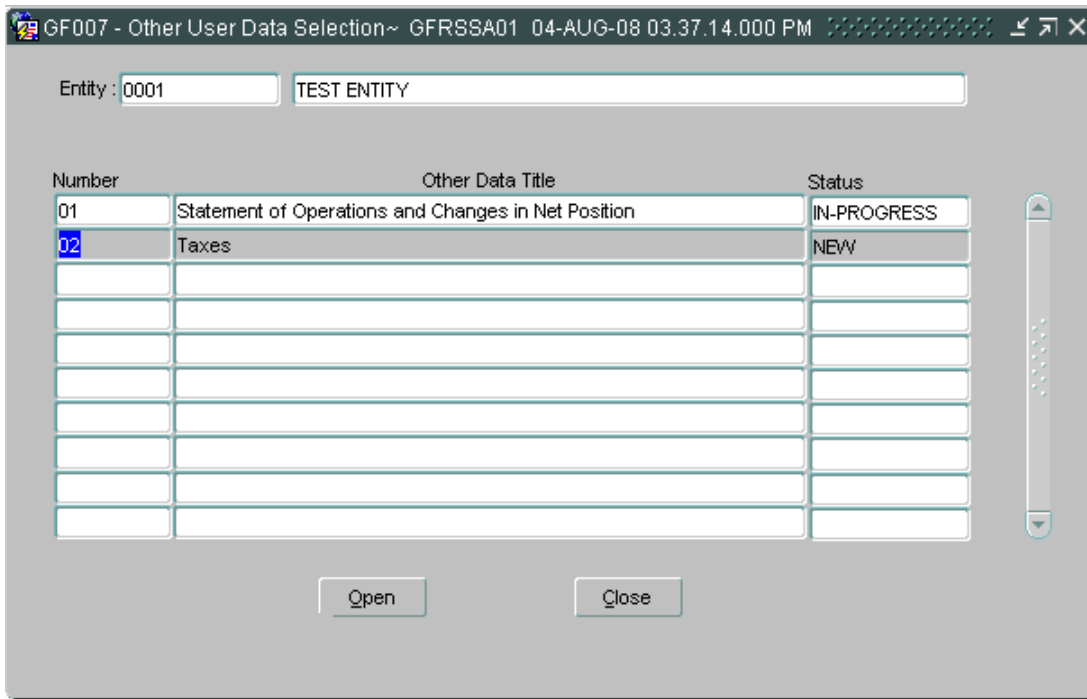 GF007 - Other User Data Selection~ GFRSSA01 04-AUG-08 03.37.14.000 PM
Entity : 0001 TEST ENTITY
Number Other Data Title Status
01 Statement of Operations and Changes in Net Position IN-PROGRESS
02 Taxes NEW
Open Close